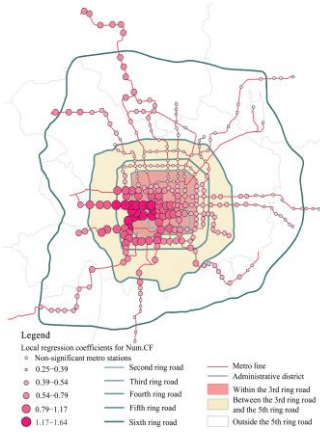 Legend
Local regression coefficients for Num.CF
Non-significant metro stations
0.25–0.39
0.39–0.54
0.54–0.79
0.79–1.17
1.17–1.64
Second ring road
Third ring road
Fourth ring road
Fifth ring road
Sixth ring road
Metro line
Administrative district
Within the 3rd ring road
Between the 3rd ring road
and the 5th ring road
Outside the 5th ring road